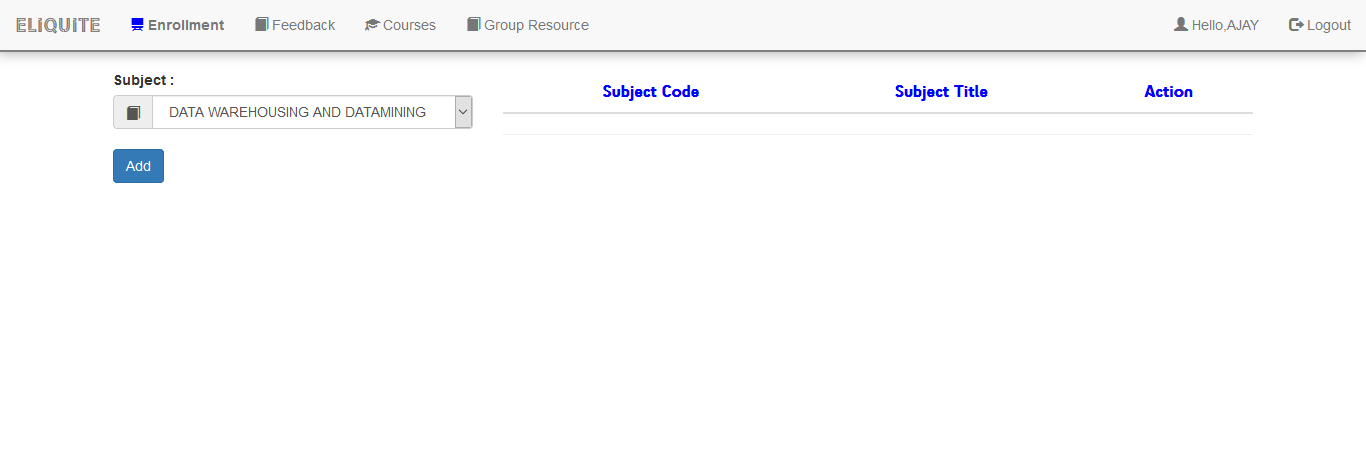 ELiQUiTE Enrollment Feedback Courses Group Resource Hello,AJAY Logout
Subject :
DATA WAREHOUSING AND DATAMINING
Add
Subject Code Subject Title Action